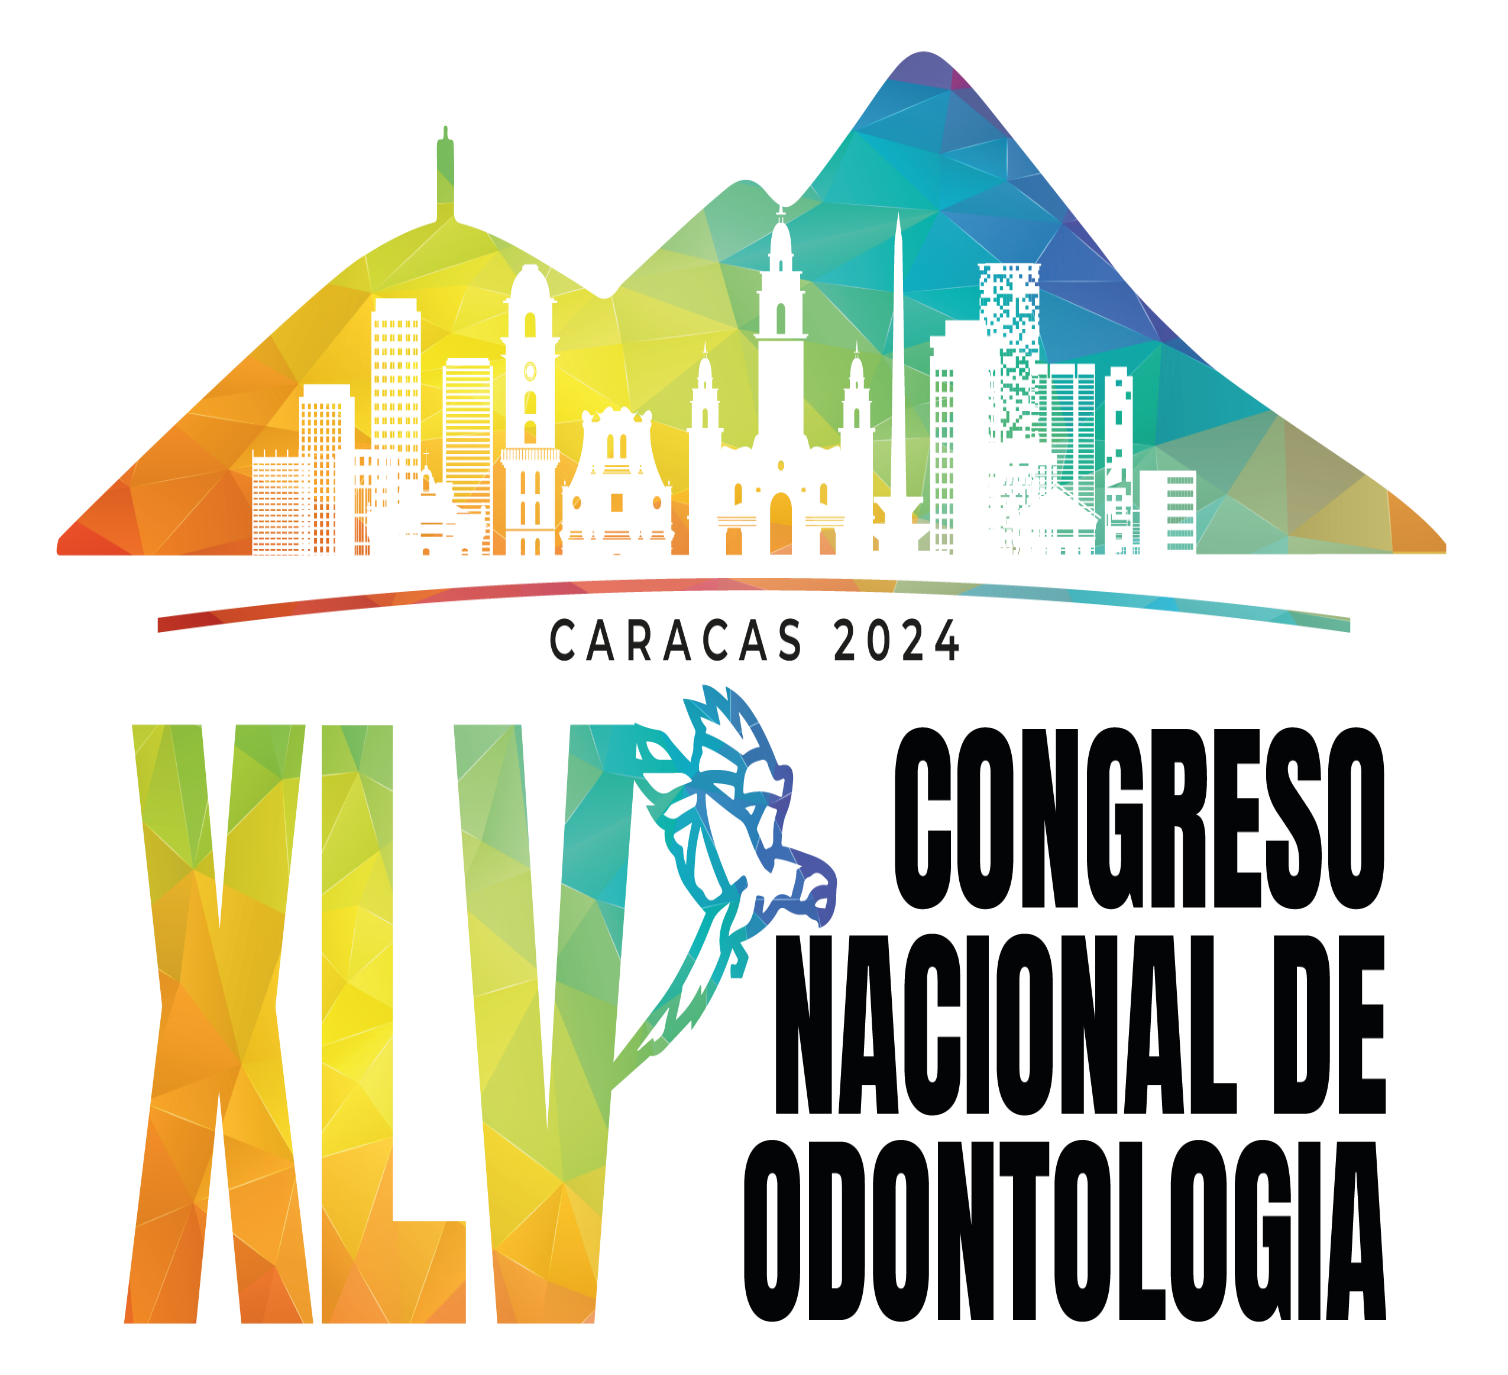 CARACAS 2024
XLV
CONGRESO
NACIONAL DE
ODONTOLOGIA